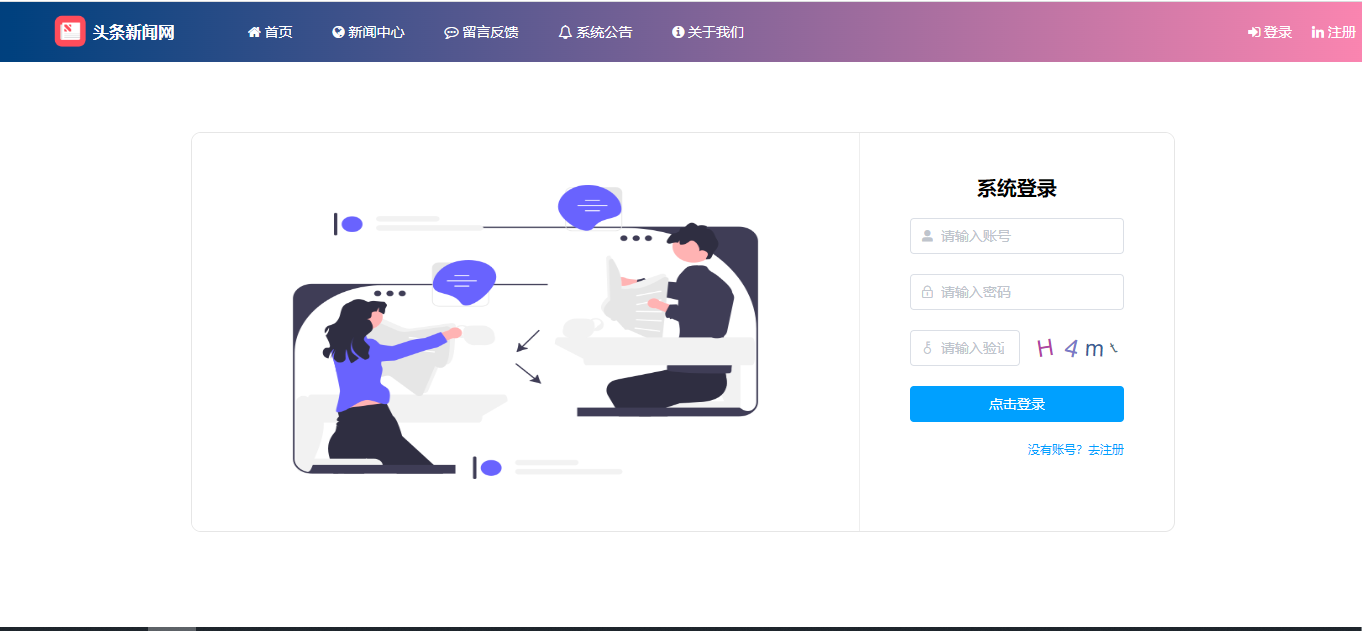 头条新闻网 首页 新闻中心 留言反馈 系统公告 关于我们 登录 注册
系统登录
请输入账号
请输入密码
请输入验证 H 4 m t
点击登录
没有账号？去注册